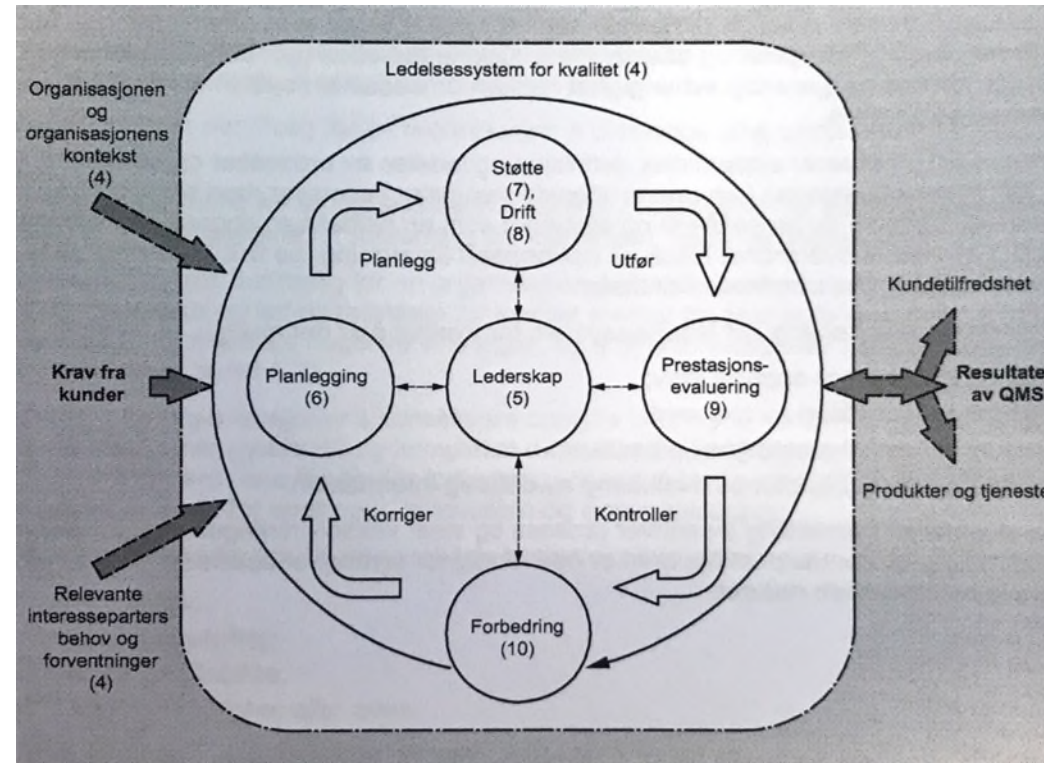 Ledelsessystem for kvalitet (4)
Organisasjonen
og
organisasjonens
kontekst
(4)
Støtte
(7),
Drift
(8)
Planlegg
Utfør
Kundetilfredshet
Krav fra
kunder
Planlegging
(6)
Lederskap
(5)
Prestasjons-
evaluering
(9)
Resultate
av QMS
Korriger
Kontroller
Produkter og tjeneste
Relevante
interesseparters
behov og
forventninger
(4)
Forbedring
(10)